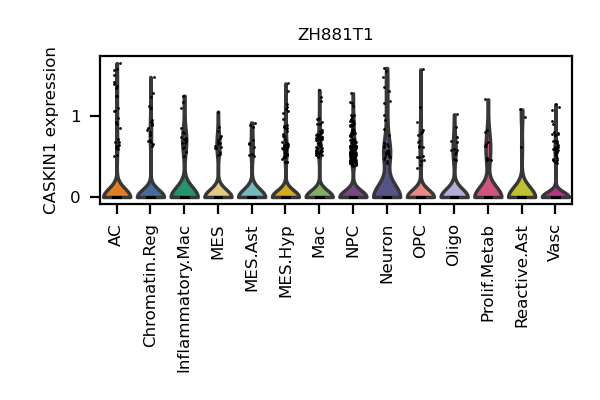 ZH881T1
CASKIN1 expression
1
0
AC
Chromatin.Reg
Inflammatory.Mac
MES
MES.Ast
MES.Hyp
Mac
NPC
Neuron
OPC
Oligo
Prolif.Metab
Reactive.Ast
Vasc